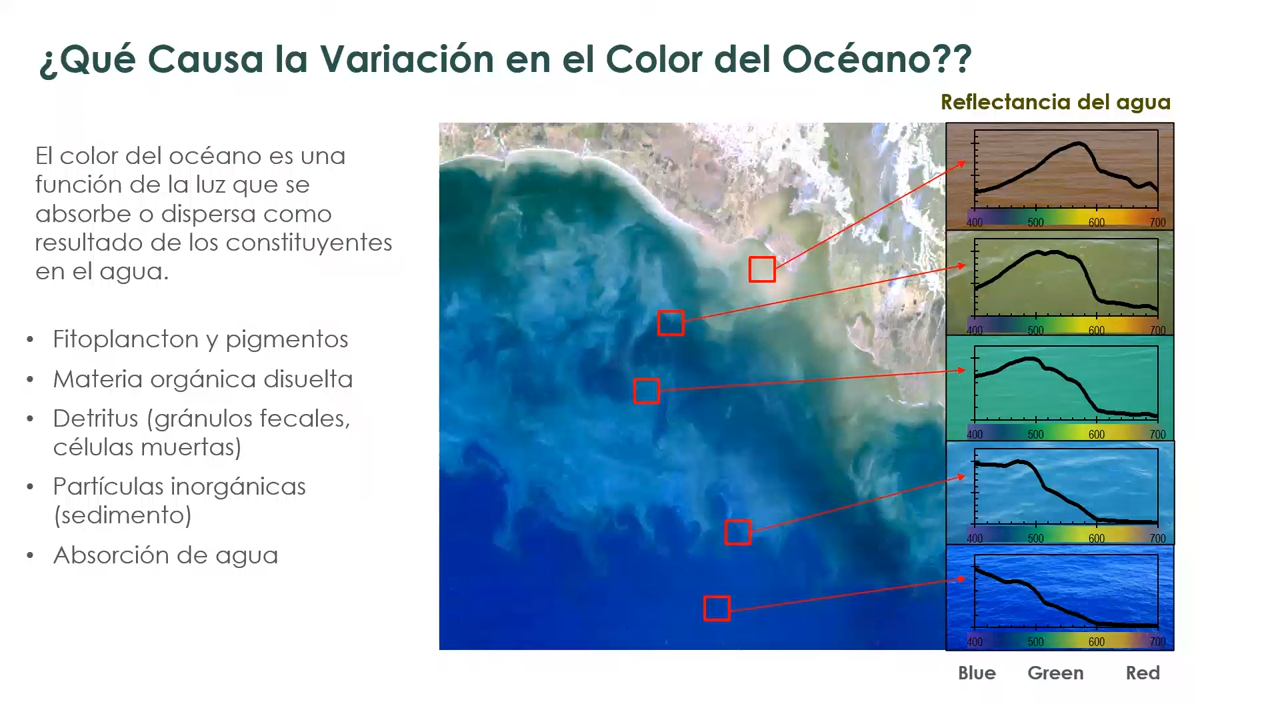 ¿Qué Causa la Variación en el Color del Océano??
Reflectancia del agua
El color del océano es una
función de la luz que se
absorbe o dispersa como
resultado de los constituyentes
en el agua.
• Fitoplancton y pigmentos
• Materia orgánica disuelta
• Detritus (gránulos fecales,
células muertas)
• Partículas inorgánicas
(sedimento)
• Absorción de agua
400 500 600 700
400 500 600 700
400 500 600 700
400 500 600 700
400 500 600 700
Blue Green Red